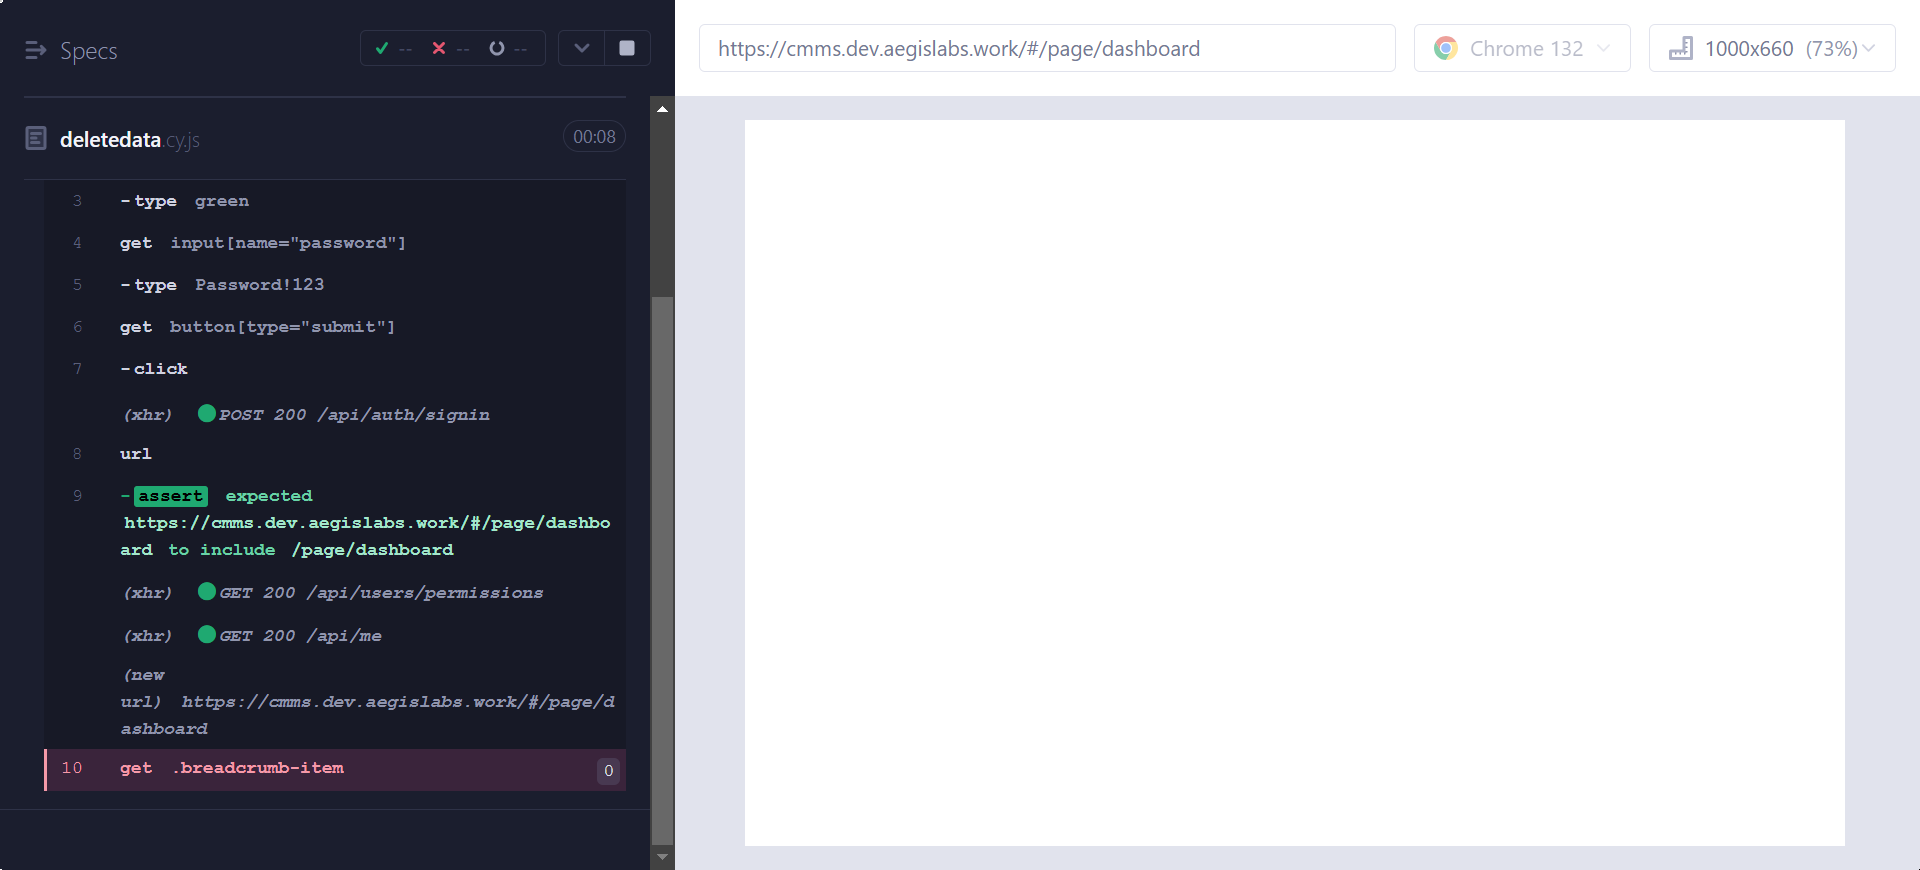 Specs
-- -- --
https://cmms.dev.aegislabs.work/#/page/dashboard
Chrome 132
1000x660 (73%)
deletedata.cy.js
00:08
3 -type green
4 get input[name="password"]
5 -type Password!123
6 get button[type="submit"]
7 -click
(xhr) POST 200 /api/auth/signin
8 url
9 -assert expected
https://cmms.dev.aegislabs.work/#/page/dashbo
ard to include /page/dashboard
(xhr) GET 200 /api/users/permissions
(xhr) GET 200 /api/me
(new
url) https://cmms.dev.aegislabs.work/#/page/d
ashboard
10 get .breadcrumb-item 0